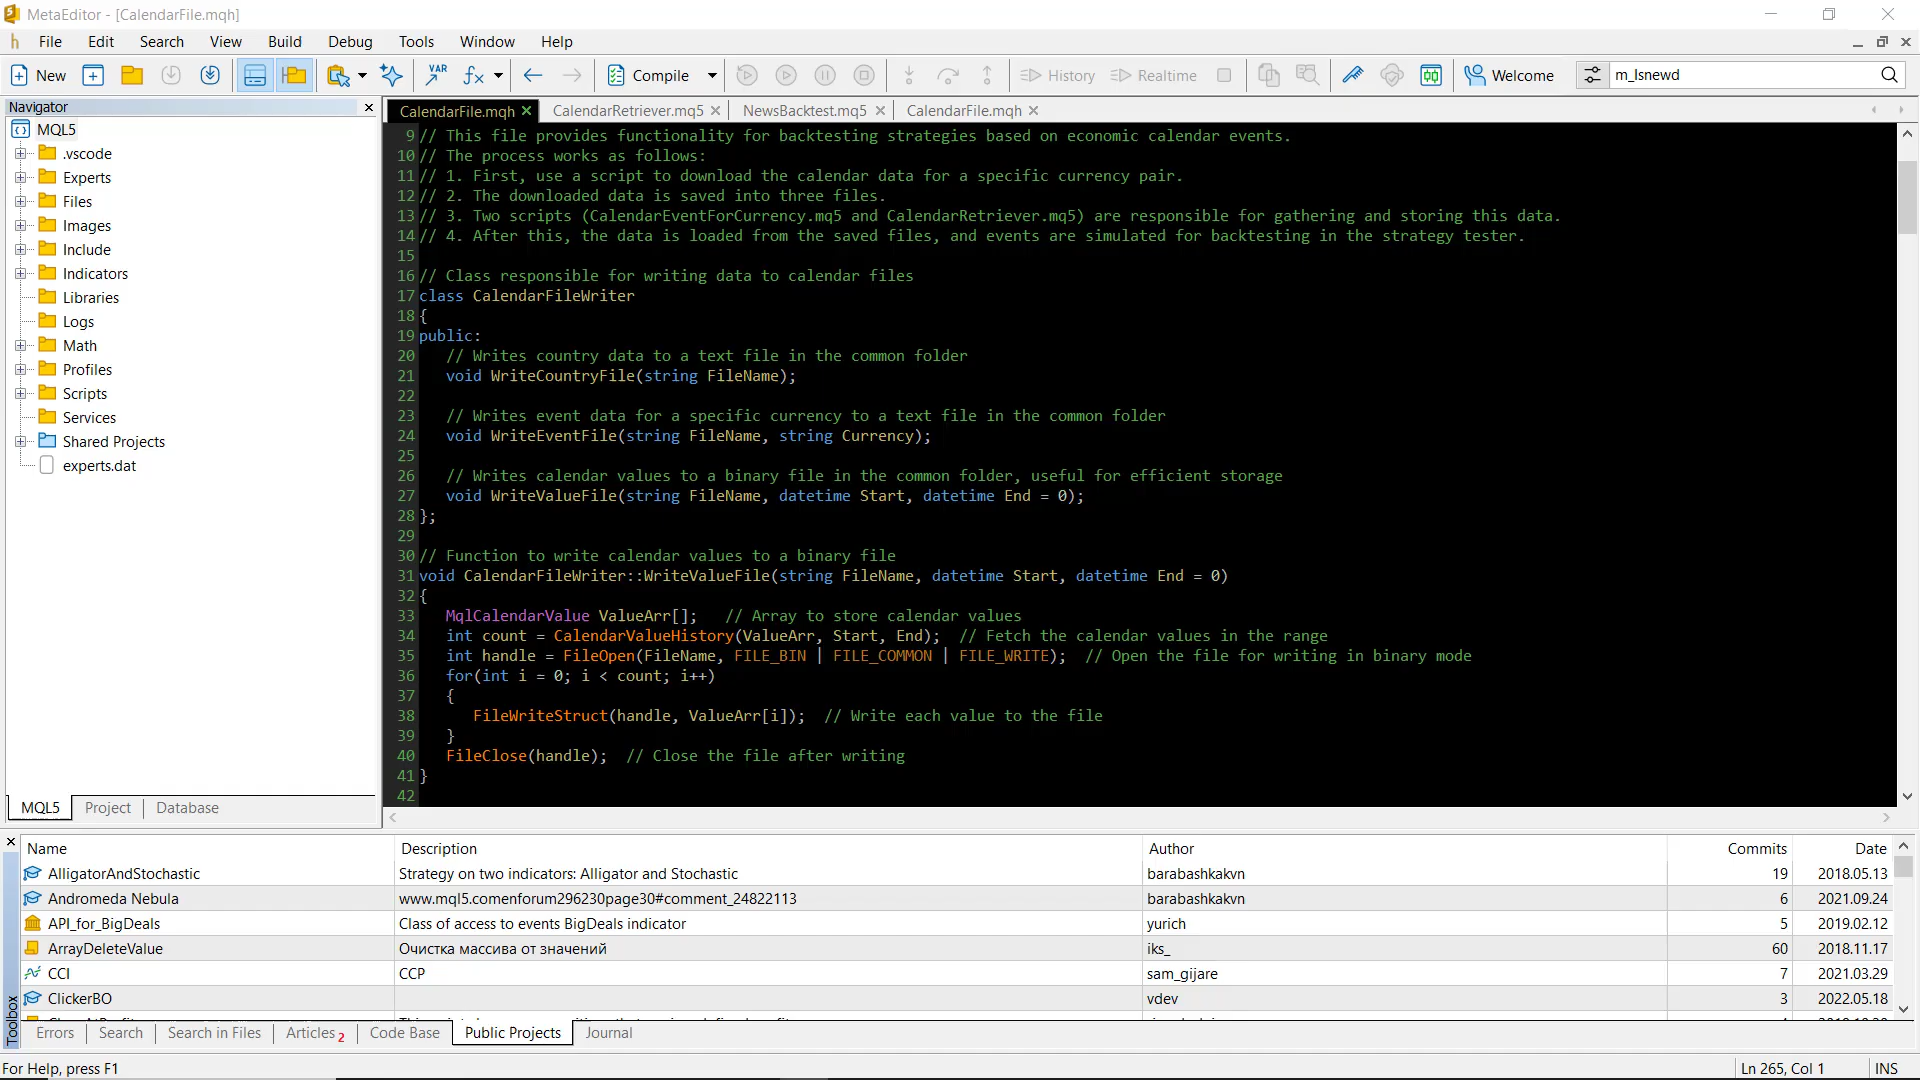 MetaEditor - [CalendarFile.mqh]
File Edit Search View Build Debug Tools Window Help
New VAR fx Compile History Realtime Welcome m_Isnewd
Navigator
MQL5
.vscode
Experts
Files
Images
Include
Indicators
Libraries
Logs
Math
Profiles
Scripts
Services
Shared Projects
experts.dat
MQL5 Project Database
CalendarFile.mqh CalendarRetriever.mq5 NewsBacktest.mq5 CalendarFile.mqh
9 // This file provides functionality for backtesting strategies based on economic calendar events.
10 // The process works as follows:
11 // 1. First, use a script to download the calendar data for a specific currency pair.
12 // 2. The downloaded data is saved into three files.
13 // 3. Two scripts (CalendarEventForCurrency.mq5 and CalendarRetriever.mq5) are responsible for gathering and storing this data.
14 // 4. After this, the data is loaded from the saved files, and events are simulated for backtesting in the strategy tester.
15
16 // Class responsible for writing data to calendar files
17 class CalendarFileWriter
18 {
19 public:
20 // Writes country data to a text file in the common folder
21 void WriteCountryFile(string FileName);
22
23 // Writes event data for a specific currency to a text file in the common folder
24 void WriteEventFile(string FileName, string Currency);
25
26 // Writes calendar values to a binary file in the common folder, useful for efficient storage
27 void WriteValueFile(string FileName, datetime Start, datetime End = 0);
28 };
29
30 // Function to write calendar values to a binary file
31 void CalendarFileWriter::WriteValueFile(string FileName, datetime Start, datetime End = 0)
32 {
33 MqlCalendarValue ValueArr[]; // Array to store calendar values
34 int count = CalendarValueHistory(ValueArr, Start, End); // Fetch the calendar values in the range
35 int handle = FileOpen(FileName, FILE_BIN | FILE_COMMON | FILE_WRITE); // Open the file for writing in binary mode
36 for(int i = 0; i < count; i++)
37 {
38 FileWriteStruct(handle, ValueArr[i]); // Write each value to the file
39 }
40 FileClose(handle); // Close the file after writing
41 }
42
Name Description Author Commits Date
AlligatorAndStochastic Strategy on two indicators: Alligator and Stochastic barabashkakvn 19 2018.05.13
Andromeda Nebula www.mql5.comenforum296230page30#comment_24822113 barabashkakvn 6 2021.09.24
API_for_BigDeals Class of access to events BigDeals indicator yurich 5 2019.02.12
ArrayDeleteValue Очистка массива от значений iks_ 60 2018.11.17
CCI CCP sam_gijare 7 2021.03.29
ClickerBO vdev 3 2022.05.18
Toolbox
Errors Search Search in Files Articles 2 Code Base Public Projects Journal
For Help, press F1 Ln 265, Col 1 INS